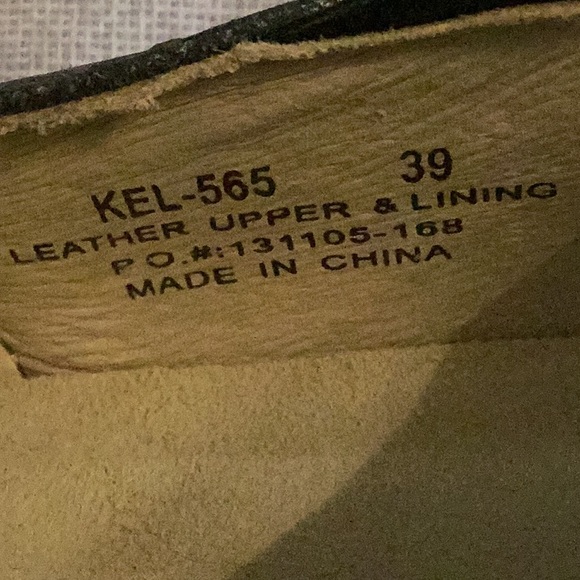 KEL-565 39
LEATHER UPPER & LINING
P O.#:131105-168
MADE IN CHINA